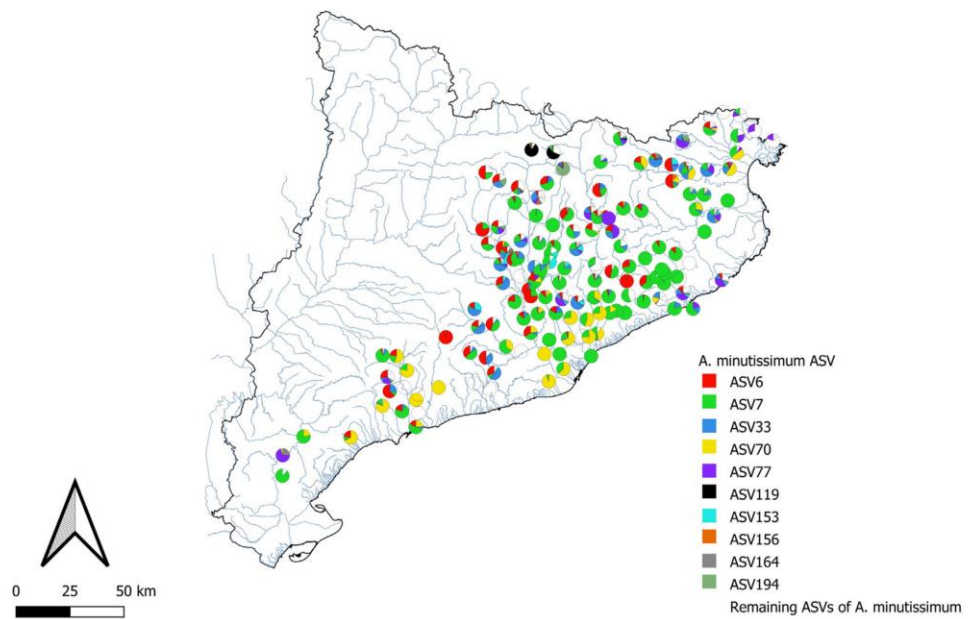 A. minutissimum ASV
ASV6
ASV7
ASV33
ASV70
ASV77
ASV119
ASV153
ASV156
ASV164
ASV194
Remaining ASVs of A. minutissimum
0 25 50 km